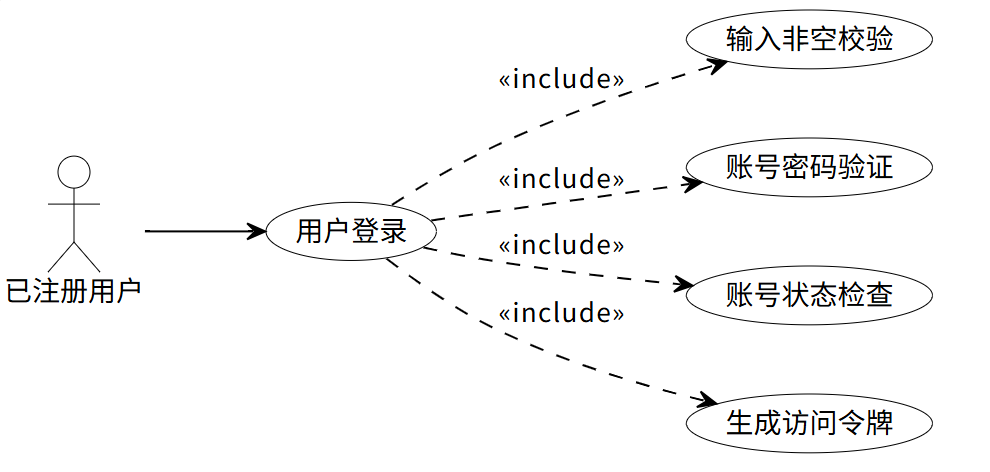 输入非空校验
«include»
账号密码验证
«include»
已注册用户
用户登录
«include»
账号状态检查
«include»
生成访问令牌